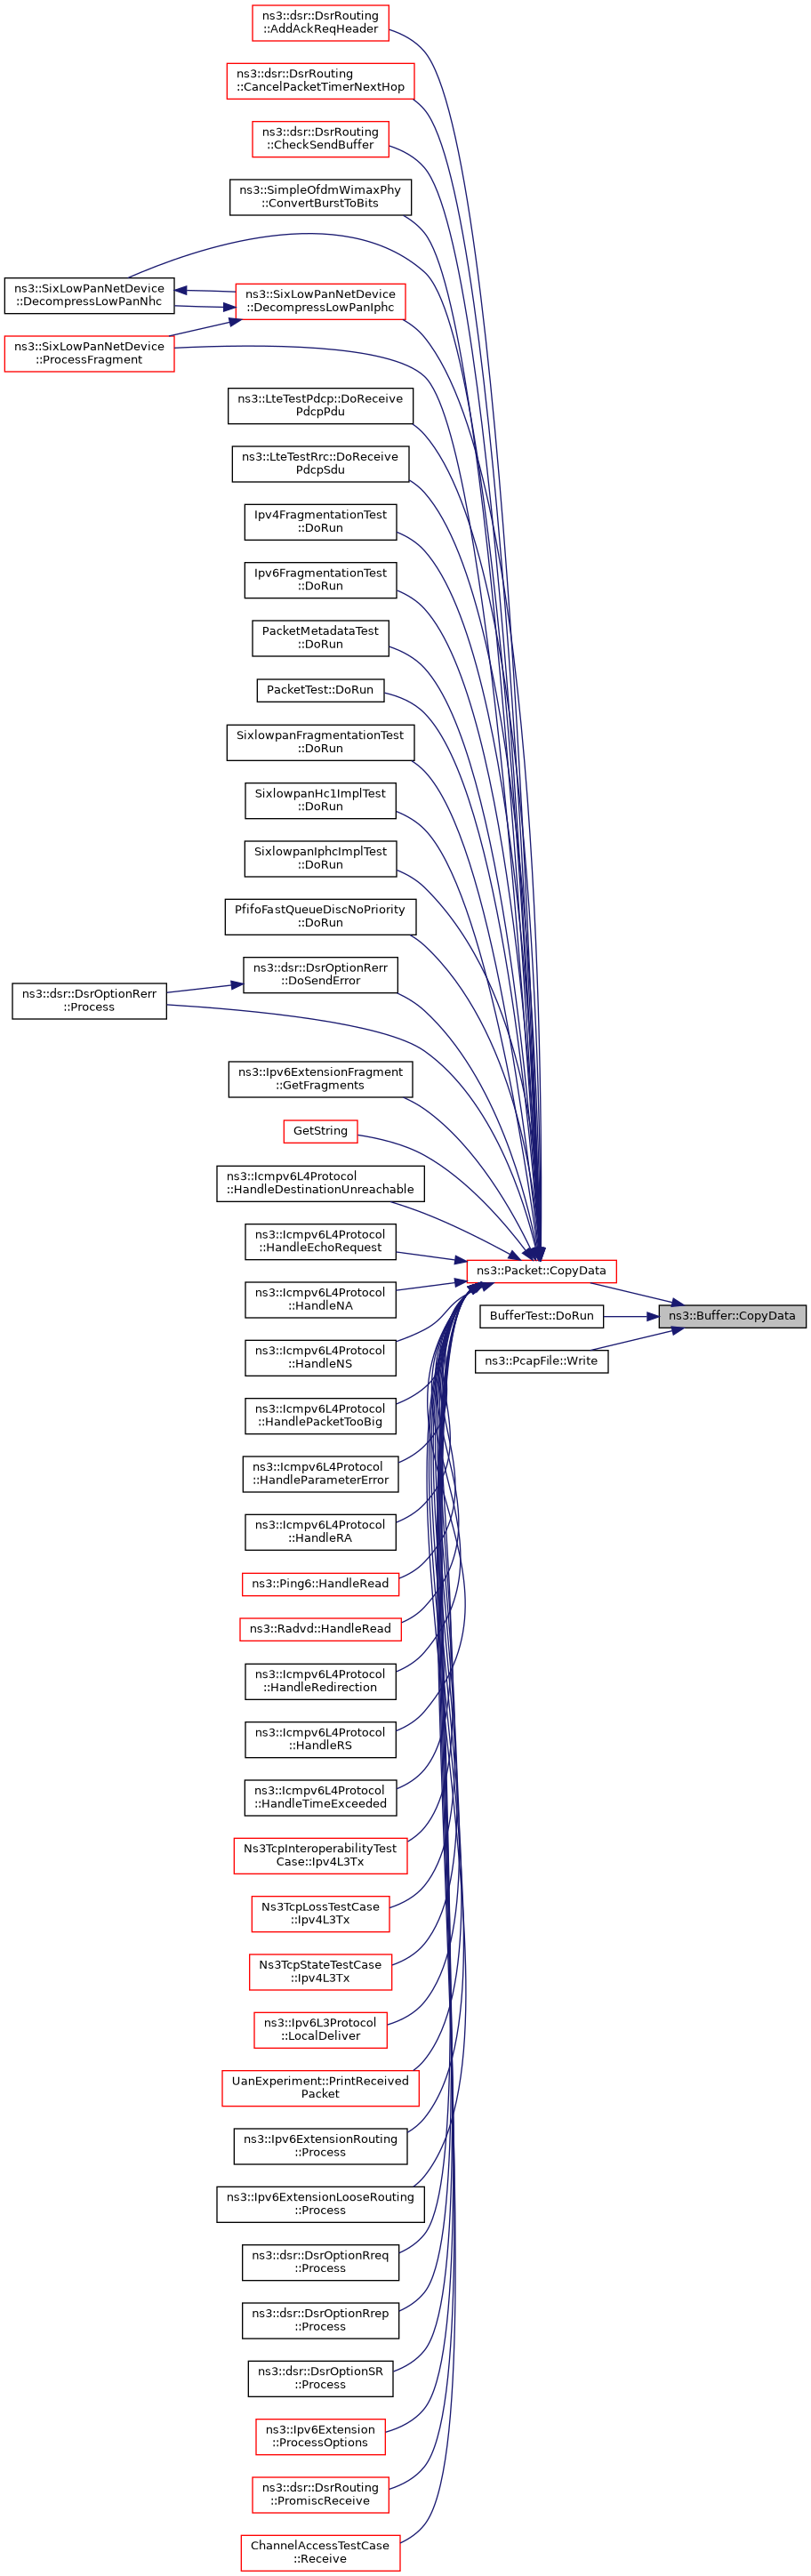 ns3::dsr::DsrRouting
::AddAckReqHeader
ns3::dsr::DsrRouting
::CancelPacketTimerNextHop
ns3::dsr::DsrRouting
::CheckSendBuffer
ns3::SimpleOfdmWimaxPhy
::ConvertBurstToBits
ns3::SixLowPanNetDevice
::DecompressLowPanNhc
ns3::SixLowPanNetDevice
::DecompressLowPanIphc
ns3::SixLowPanNetDevice
::ProcessFragment
ns3::LteTestPdcp::DoReceive
PdcpPdu
ns3::LteTestRrc::DoReceive
PdcpSdu
Ipv4FragmentationTest
::DoRun
Ipv6FragmentationTest
::DoRun
PacketMetadataTest
::DoRun
PacketTest::DoRun
SixlowpanFragmentationTest
::DoRun
SixlowpanHc1ImplTest
::DoRun
SixlowpanIphcImplTest
::DoRun
PfifoFastQueueDiscNoPriority
::DoRun
ns3::dsr::DsrOptionRerr
::DoSendError
ns3::dsr::DsrOptionRerr
::Process
ns3::Ipv6ExtensionFragment
::GetFragments
GetString
ns3::Icmpv6L4Protocol
::HandleDestinationUnreachable
ns3::Icmpv6L4Protocol
::HandleEchoRequest
ns3::Packet::CopyData
ns3::Icmpv6L4Protocol
::HandleNA
BufferTest::DoRun
ns3::Buffer::CopyData
ns3::Icmpv6L4Protocol
::HandleNS
ns3::PcapFile::Write
ns3::Icmpv6L4Protocol
::HandlePacketTooBig
ns3::Icmpv6L4Protocol
::HandleParameterError
ns3::Icmpv6L4Protocol
::HandleRA
ns3::Ping6::HandleRead
ns3::Radvd::HandleRead
ns3::Icmpv6L4Protocol
::HandleRedirection
ns3::Icmpv6L4Protocol
::HandleRS
ns3::Icmpv6L4Protocol
::HandleTimeExceeded
Ns3TcpInteroperabilityTest
Case::Ipv4L3Tx
Ns3TcpLossTestCase
::Ipv4L3Tx
Ns3TcpStateTestCase
::Ipv4L3Tx
ns3::Ipv6L3Protocol
::LocalDeliver
UanExperiment::PrintReceived
Packet
ns3::Ipv6ExtensionRouting
::Process
ns3::Ipv6ExtensionLooseRouting
::Process
ns3::dsr::DsrOptionRreq
::Process
ns3::dsr::DsrOptionRrep
::Process
ns3::dsr::DsrOptionSR
::Process
ns3::Ipv6Extension
::ProcessOptions
ns3::dsr::DsrRouting
::PromiscReceive
ChannelAccessTestCase
::Receive